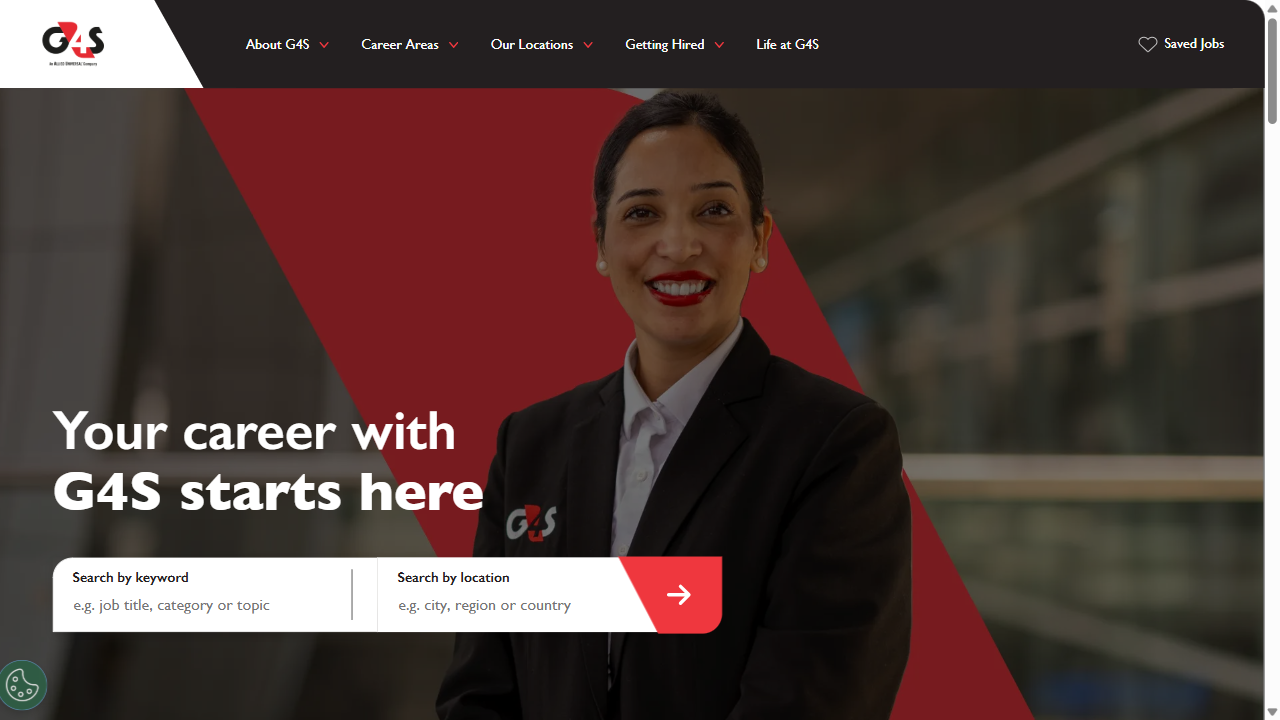 G4S
An ALLIED UNIVERSAL Company
About G4S
Career Areas
Our Locations
Getting Hired
Life at G4S
Saved Jobs
Your career with
G4S starts here
G4S
Search by keyword
e.g. job title, category or topic
Search by location
e.g. city, region or country